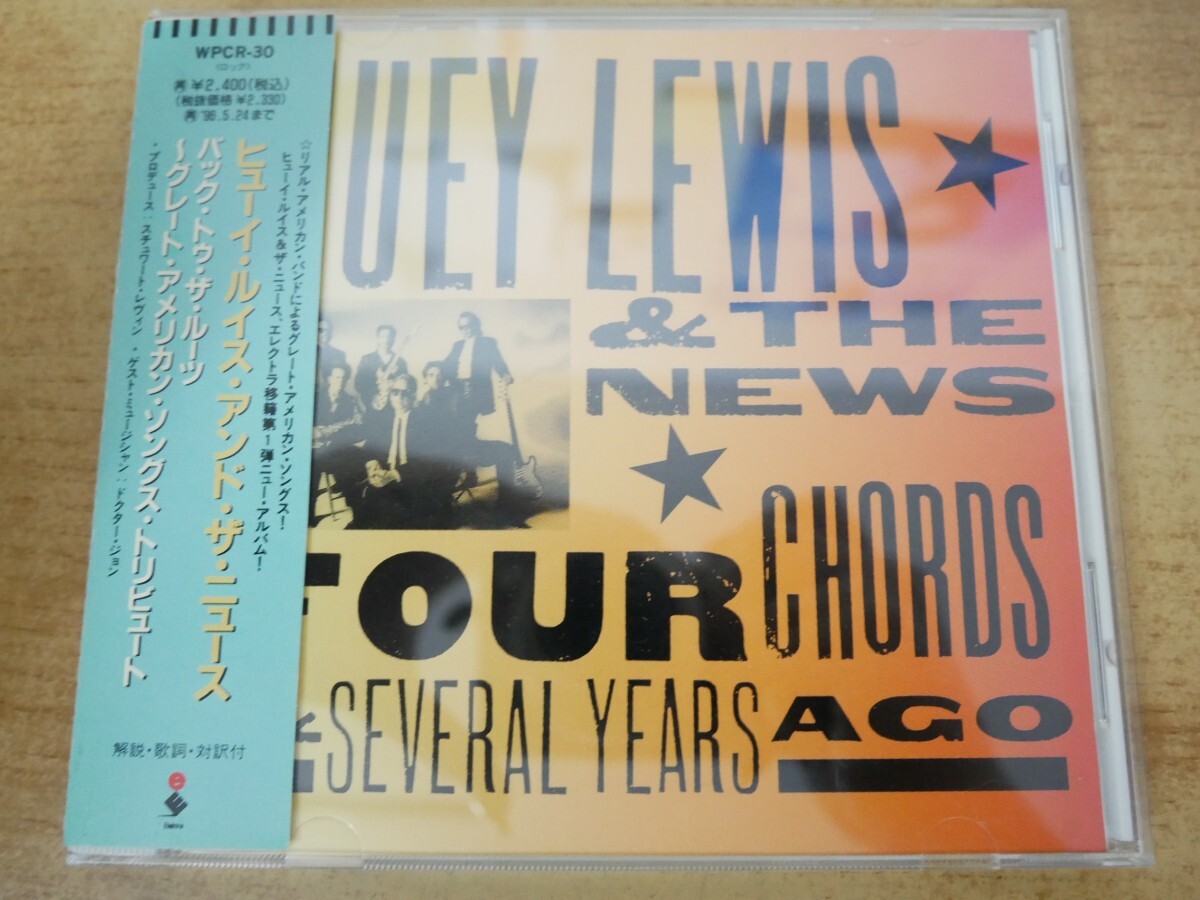 WPCR-30
(ロック)
¥2.400(税込)
(税抜価格¥2.330)
'96.5.24まで
☆リアル・アメリカン・バンドによるグレート・アメリカン・ソングス!
ヒューイ・ルイス&ザ・ニュース、エレクトラ移籍第1弾ニュー・アルバム!
ヒューイ・ルイス・アンド・ザ・ニュース
バック・トゥ・ザ・ルーツ
〜グレート・アメリカン・ソングス・トリビュート
・プロデュース:スチュワート・レヴィン ・ゲスト・ミュージシャン:ドクター・ジョン
解説・歌詞・対訳付
UEY LEWIS
& THE
NEWS
FOUR
CHORDS
&
SEVERAL YEARS
AGO